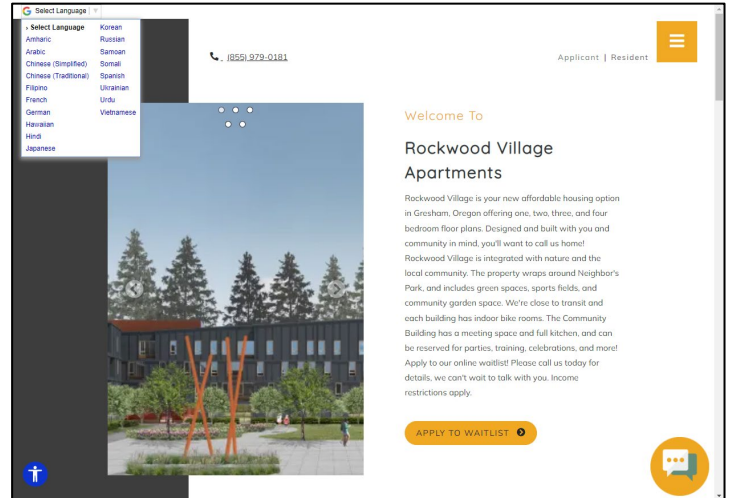 Select Language
› Select Language
Amharic
Arabic
Chinese (Simplified)
Chinese (Traditional)
Filipino
French
German
Hawaiian
Hindi
Japanese
Korean
Russian
Samoan
Somali
Spanish
Ukrainian
Urdu
Vietnamese
(855) 979-0181
Applicant | Resident
Welcome To
Rockwood Village
Apartments
Rockwood Village is your new affordable housing option
in Gresham, Oregon offering one, two, three, and four
bedroom floor plans. Designed and built with you and
community in mind, you'll want to call us home!
Rockwood Village is integrated with nature and the
local community. The property wraps around Neighbor's
Park, and includes green spaces, sports fields, and
community garden space. We're close to transit and
each building has indoor bike rooms. The Community
Building has a meeting space and full kitchen, and can
be reserved for parties, training, celebrations, and more!
Apply to our online waitlist! Please call us today for
details, we can't wait to talk with you. Income
restrictions apply.
APPLY TO WAITLIST